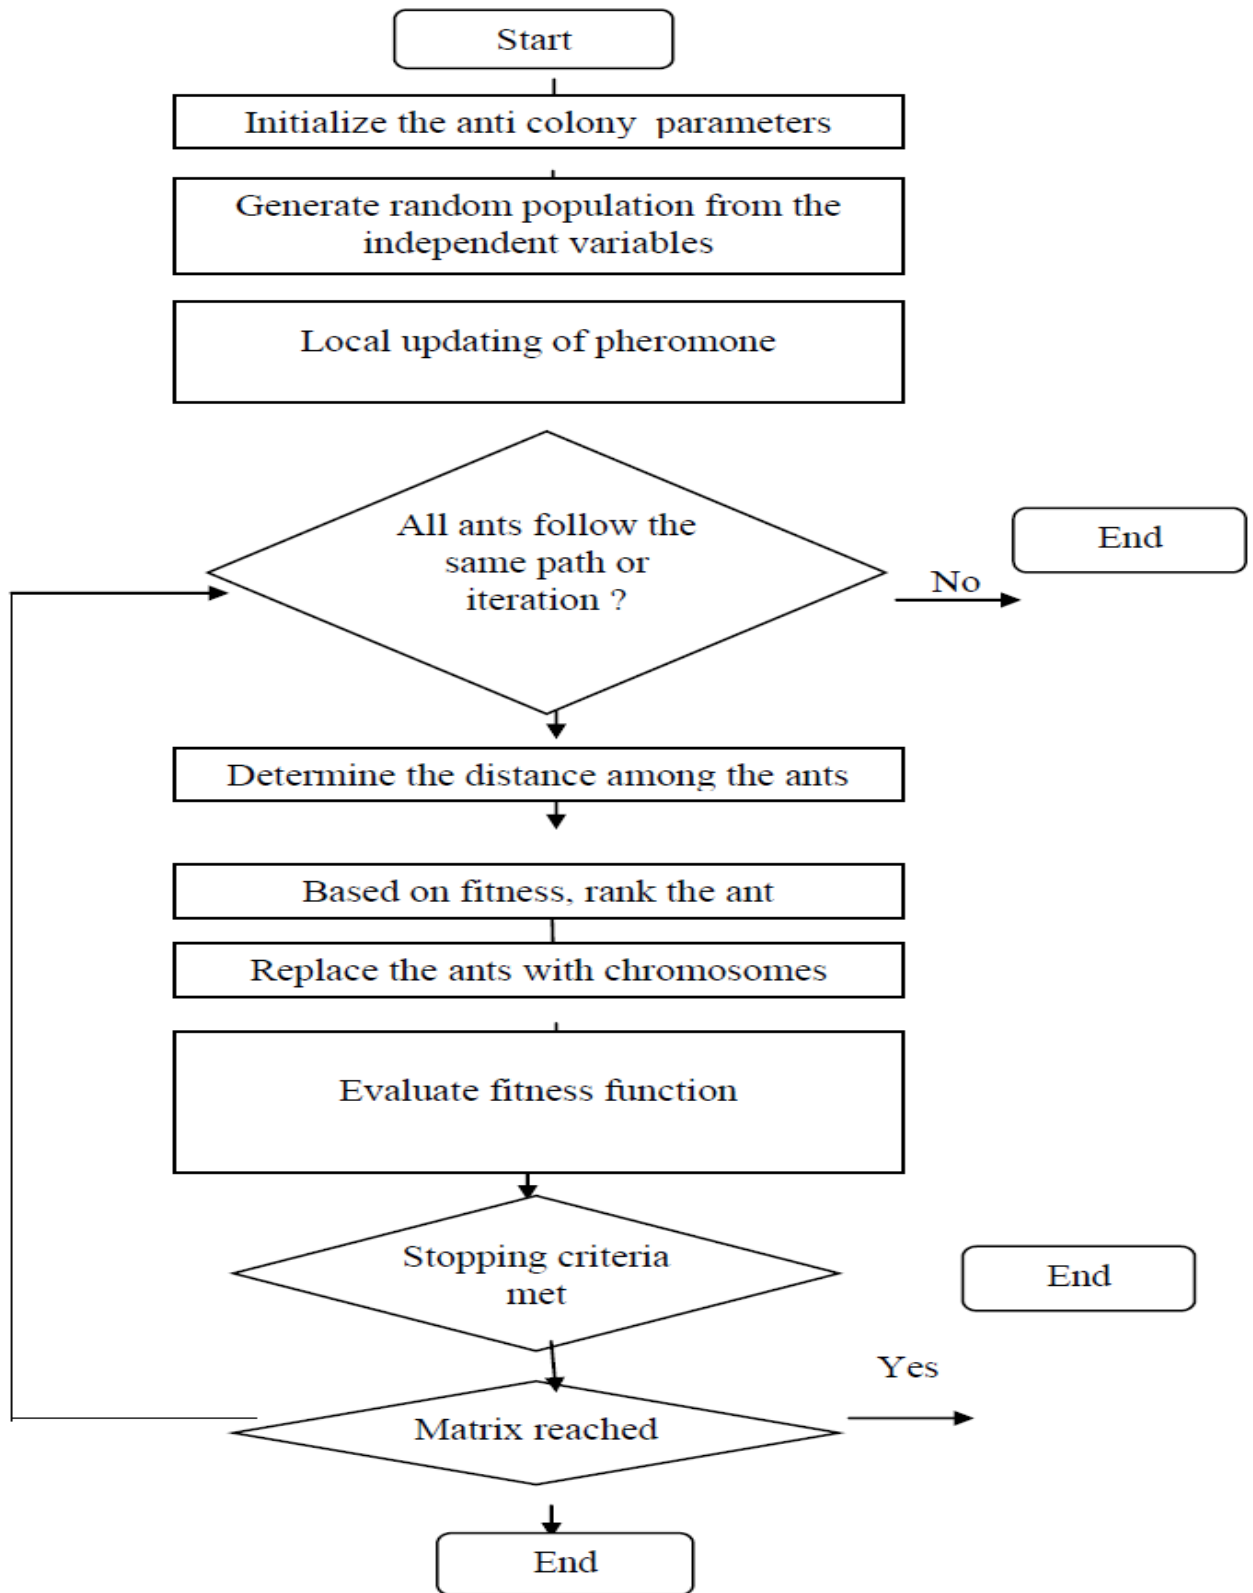 Start
Initialize the anti colony parameters
Generate random population from the
independent variables
Local updating of pheromone
All ants follow the
same path or
iteration ?
No
End
Determine the distance among the ants
Based on fitness, rank the ant
Replace the ants with chromosomes
Evaluate fitness function
Stopping criteria
met
End
Yes
Matrix reached
End